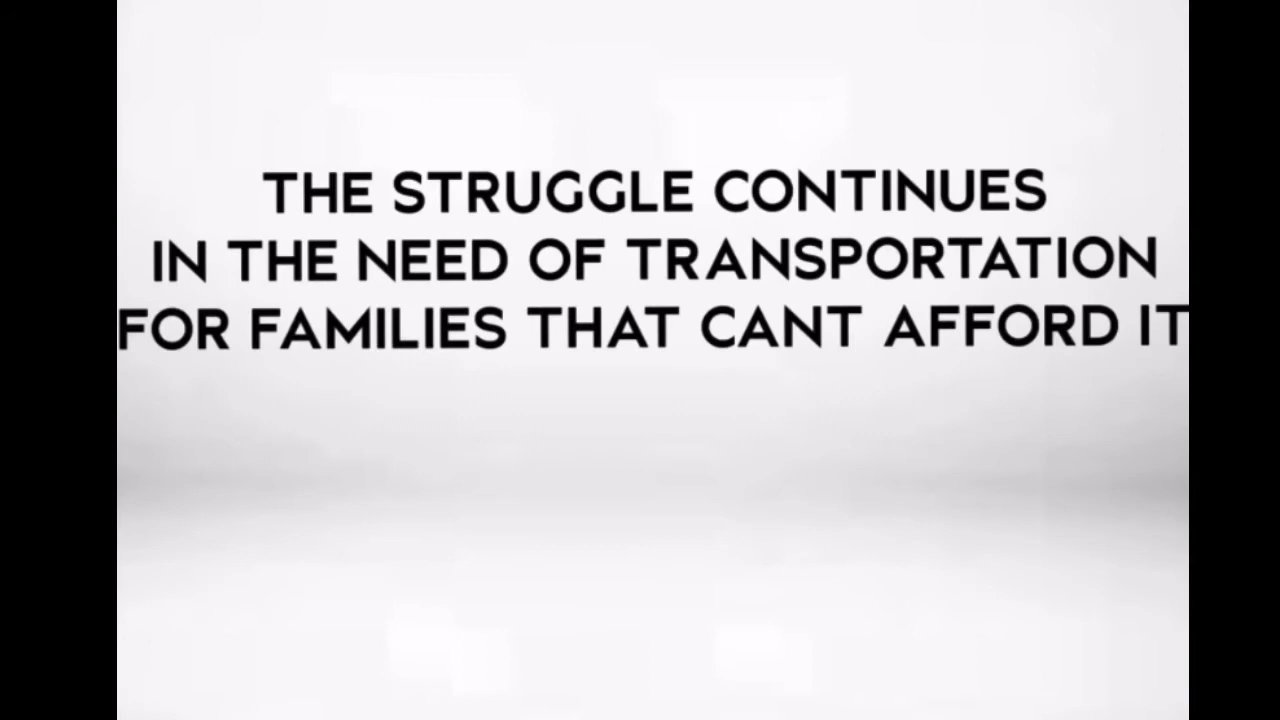 THE STRUGGLE CONTINUES
IN THE NEED OF TRANSPORTATION
FOR FAMILIES THAT CANT AFFORD IT